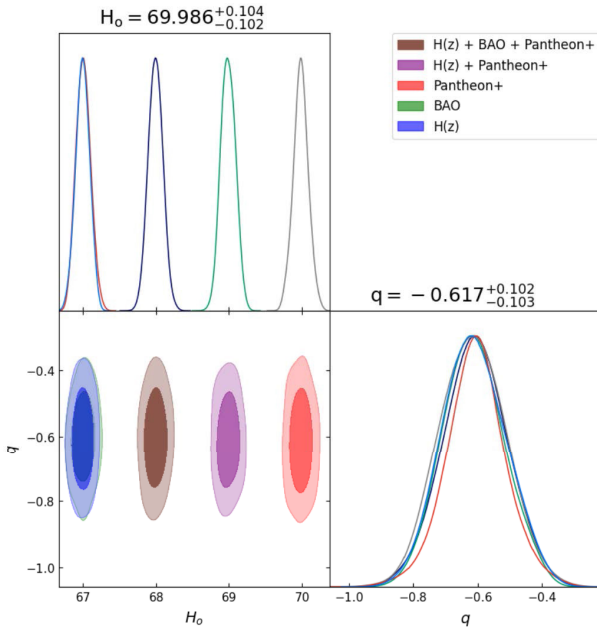 H₀ = 69.986 +0.104 −0.102
H(z) + BAO + Pantheon+
H(z) + Pantheon+
Pantheon+
BAO
H(z)
q = − 0.617 +0.102 −0.103
−0.4
−0.6
−0.8
−1.0
q
67 68 69 70
H₀
−1.0 −0.8 −0.6 −0.4
q